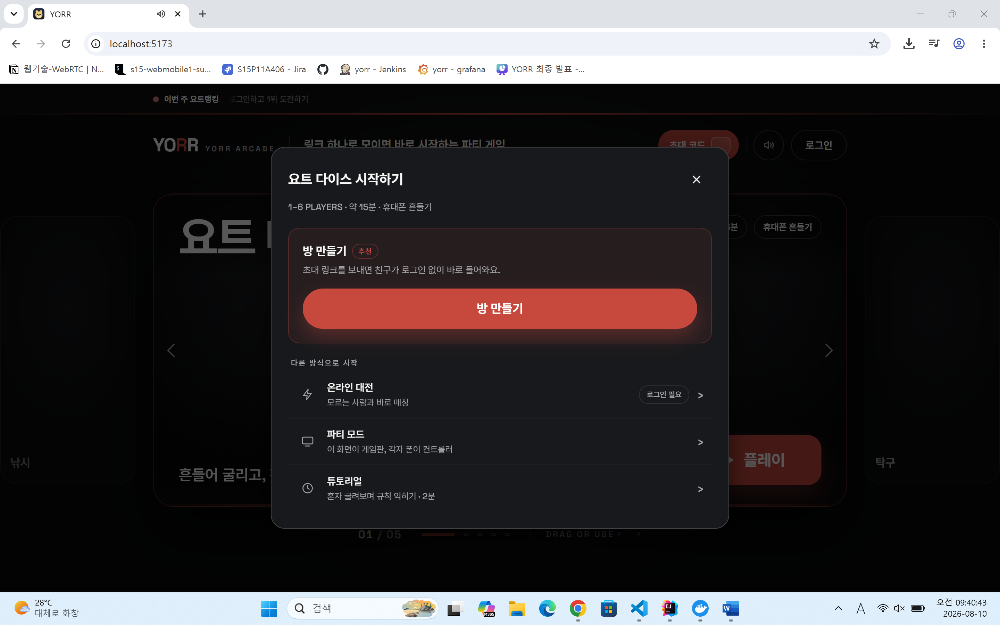 YORR
localhost:5173
웹기술-WebRTC | N...
s15-webmobile1-su...
S15P11A406 - Jira
yorr - Jenkins
yorr - grafana
YORR 최종 발표 -...
이번 주 요트랭킹
로그인하고 1위 도전하기
YORR YORR ARCADE
링크 하나로 모이면 바로 시작하는 파티 게임
초대 코드
로그인
요트 다이스 시작하기
1–6 PLAYERS · 약 15분 · 휴대폰 흔들기
요트
분
휴대폰 흔들기
방 만들기 추천
초대 링크를 보내면 친구가 로그인 없이 바로 들어와요.
방 만들기
다른 방식으로 시작
온라인 대전
모르는 사람과 바로 매칭
로그인 필요
파티 모드
이 화면이 게임판, 각자 폰이 컨트롤러
튜토리얼
혼자 굴려보며 규칙 익히기 · 2분
낚시
흔들어 굴리고,
플레이
탁구
01 / 05
DRAG OR USE ← →
28°C
대체로 화창
검색
M365
오전 09:40:43
2026-08-10